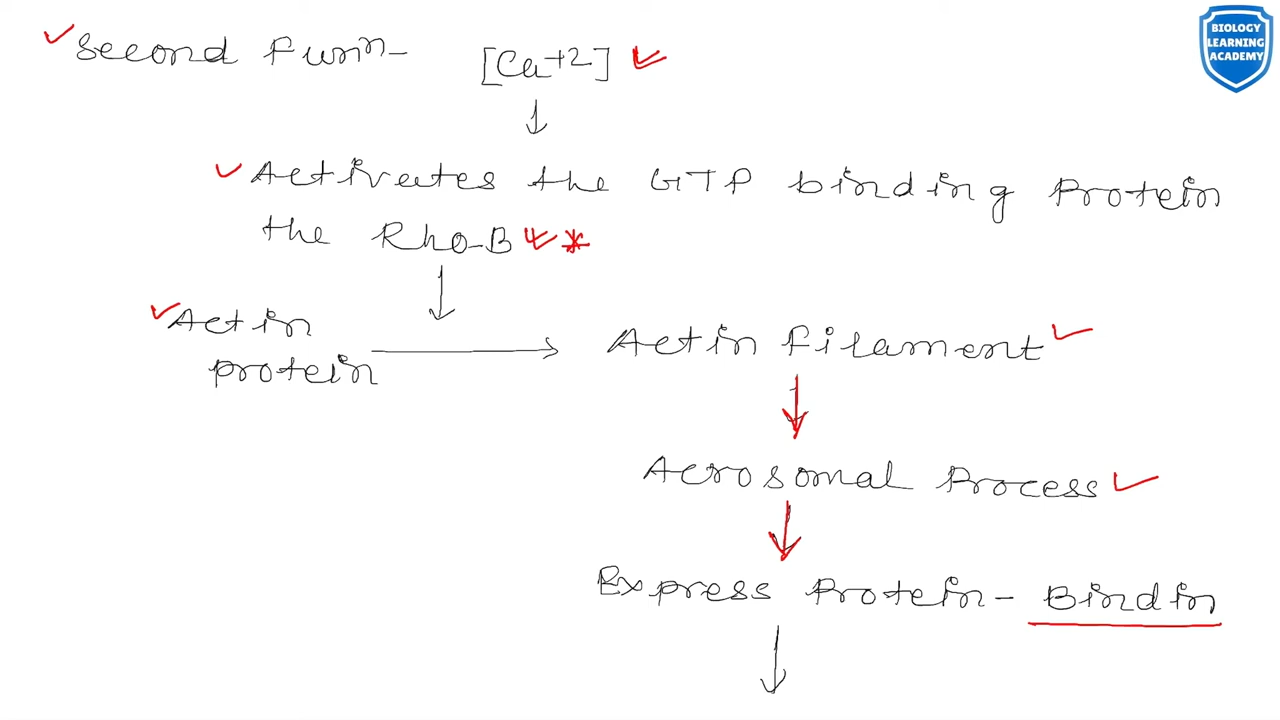 Second Funn- [Ca+2]
Activates the GTP binding Protein
the Rho-B
Actin
protein
Actin filament
Acrosomal Process
Express Protein- Bindin
BIOLOGY
LEARNING
ACADEMY